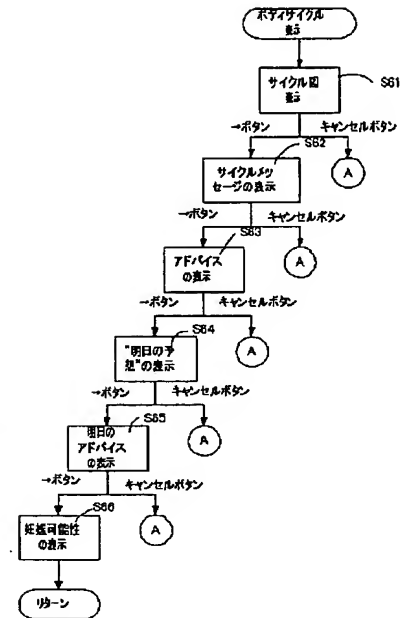 ボディサイクル
表示
サイクル図
表示
S61
→ボタン
キャンセルボタン
S62
サイクルメッ
セージの表示
A
→ボタン
キャンセルボタン
S63
アドバイス
の表示
A
→ボタン
キャンセルボタン
S64
"明日の予
想"の表示
A
→ボタン
キャンセルボタン
S65
明日の
アドバイス
の表示
A
→ボタン
キャンセルボタン
S66
妊娠可能性
の表示
A
リターン